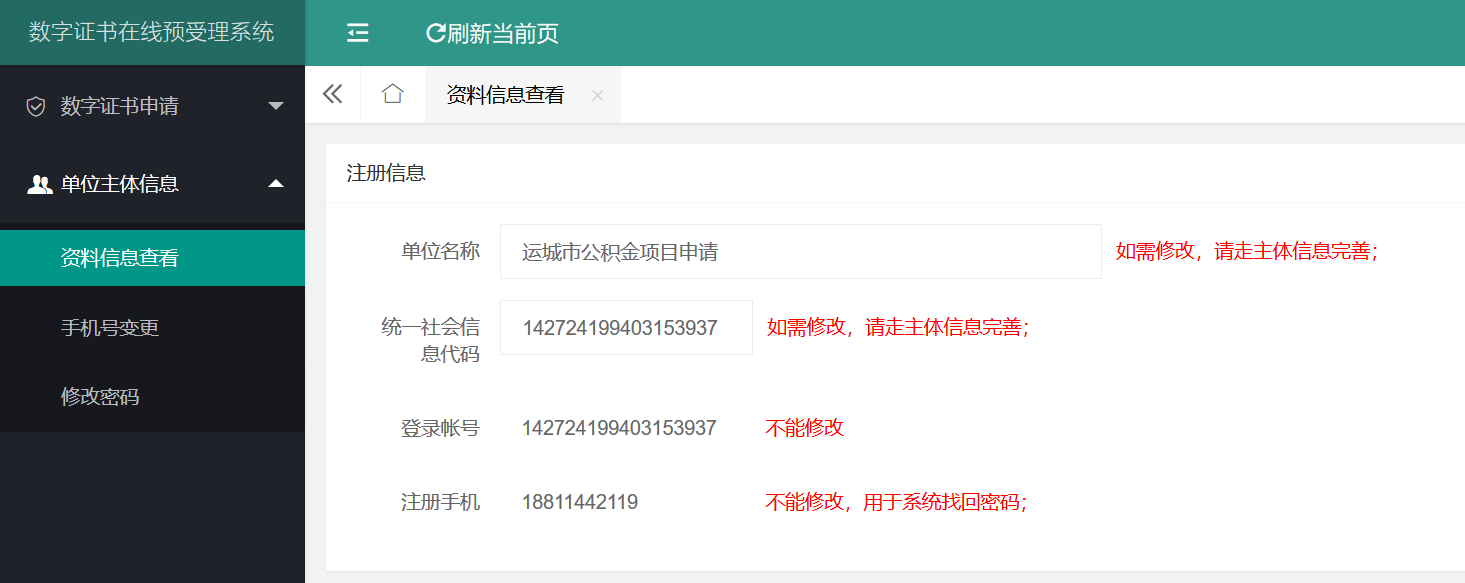 数字证书在线预受理系统
刷新当前页
数字证书申请
单位主体信息
资料信息查看
手机号变更
修改密码
资料信息查看
注册信息
单位名称
运城市公积金项目申请
如需修改，请走主体信息完善；
统一社会信
息代码
142724199403153937
如需修改，请走主体信息完善；
登录帐号
142724199403153937
不能修改
注册手机
18811442119
不能修改，用于系统找回密码；